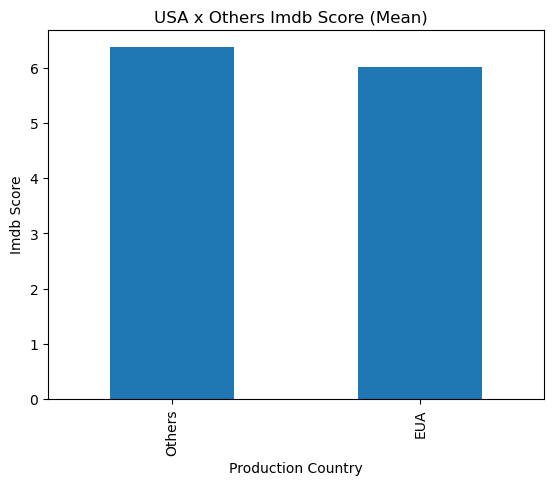 USA x Others Imdb Score (Mean)
Imdb Score
6
5
4
3
2
1
0
Others
EUA
Production Country